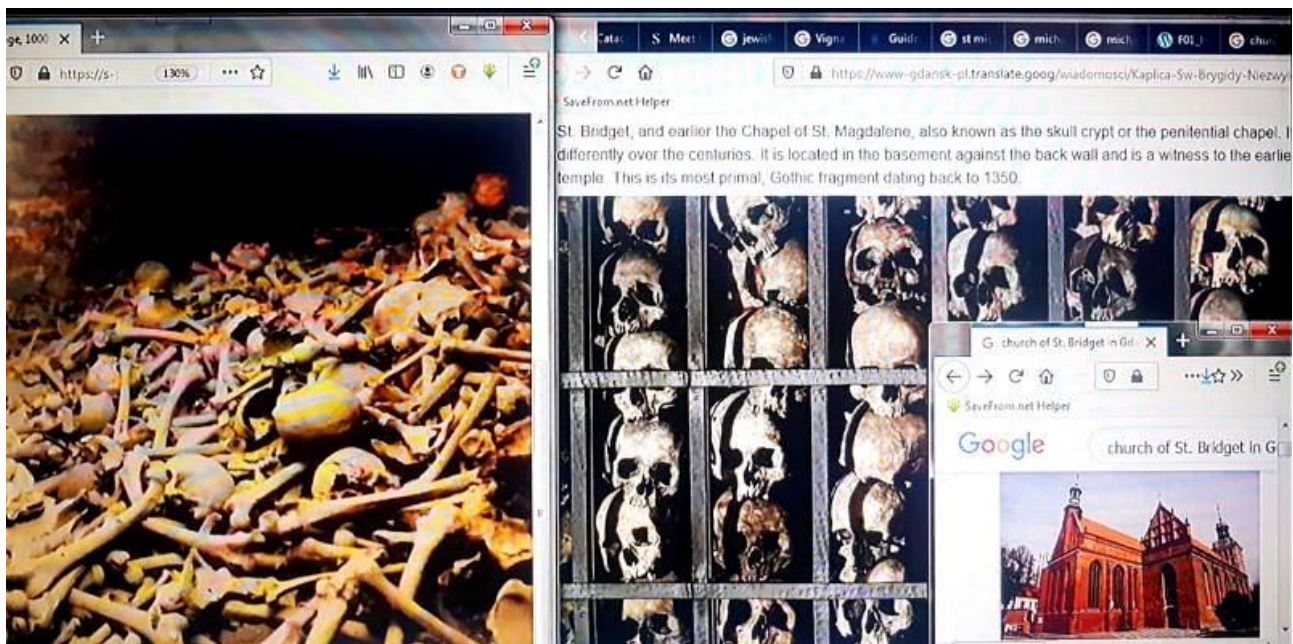 ge, 1000
https://s-
130%
Catac
S Meet
jewis
Vigna
Guid
st mi
mich
mich
F01_
chur
https://www-gdansk-pl.translate.goog/wiadomosci/Kaplica-Sw-Brygidy-Niezwy
SaveFrom.net Helper
St. Bridget, and earlier the Chapel of St. Magdalene, also known as the skull crypt or the penitential chapel. I
differently over the centuries. It is located in the basement against the back wall and is a witness to the earlie
temple. This is its most primal, Gothic fragment dating back to 1350.
G church of St. Bridget in Gd
SaveFrom.net Helper
Google
church of St. Bridget in G